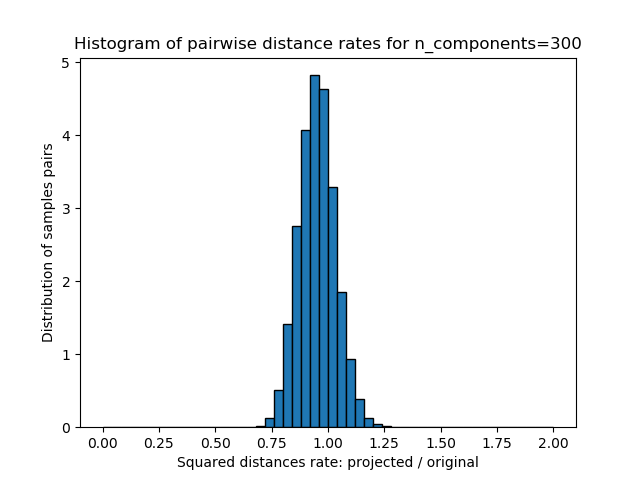 Histogram of pairwise distance rates for n_components=300
Distribution of samples pairs
5
4
3
2
1
0
0.00 0.25 0.50 0.75 1.00 1.25 1.50 1.75 2.00
Squared distances rate: projected / original